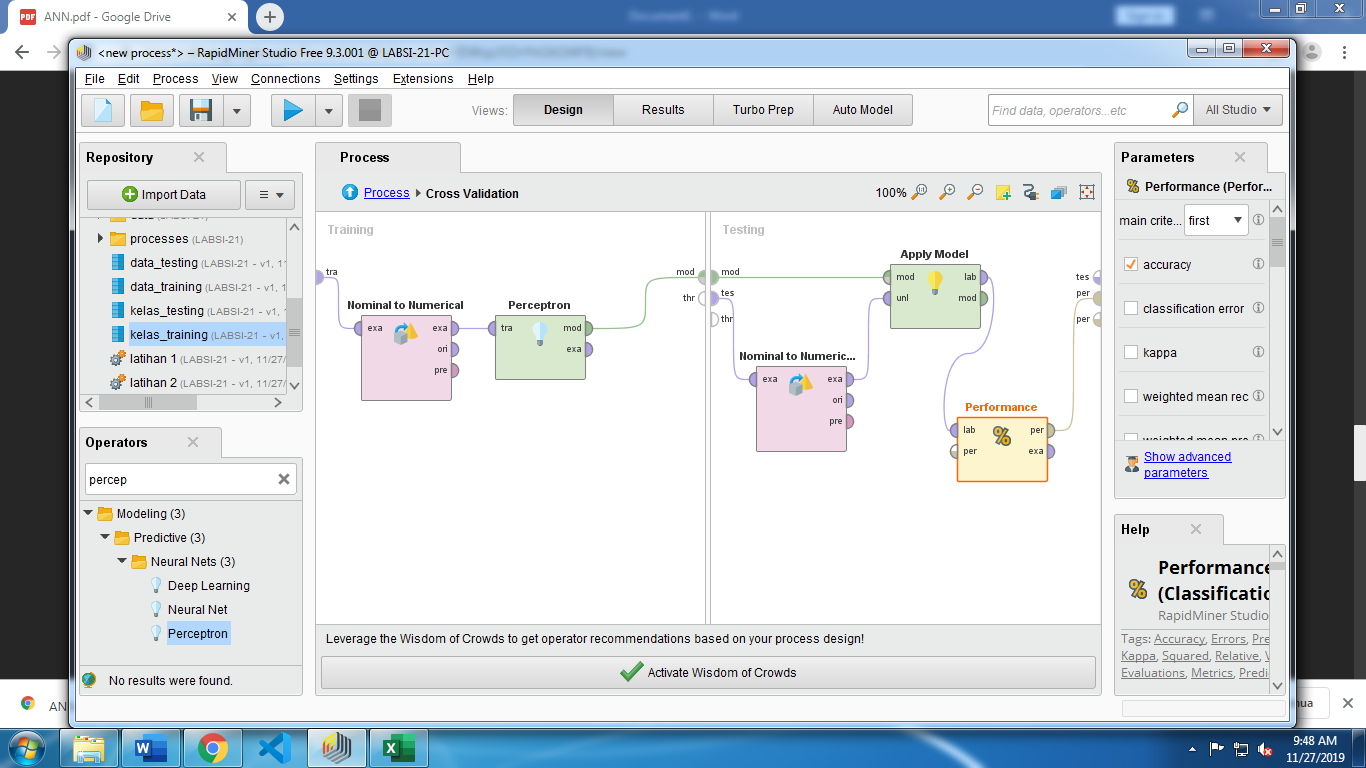 ANN.pdf - Google Drive
<new process*> – RapidMiner Studio Free 9.3.001 @ LABSI-21-PC
File Edit Process View Connections Settings Extensions Help
Views: Design Results Turbo Prep Auto Model
Find data, operators...etc
All Studio
Repository
Import Data
processes (LABSI-21)
data_testing (LABSI-21 - v1, 11
data_training (LABSI-21 - v1, 1
kelas_testing (LABSI-21 - v1, 1
kelas_training (LABSI-21 - v1,
latihan 1 (LABSI-21 - v1, 11/27/
latihan 2 (LABSI-21 - v1, 11/27/
Operators
percep
Modeling (3)
Predictive (3)
Neural Nets (3)
Deep Learning
Neural Net
Perceptron
No results were found.
Process
Process Cross Validation
100%
Training
tra
Nominal to Numerical
exa exa
ori
pre
Perceptron
tra mod
exa
mod
thr
Testing
mod
tes
thr
Nominal to Numeric...
exa exa
ori
pre
Apply Model
mod lab
unl mod
Performance
lab per
per exa
tes
per
per
Leverage the Wisdom of Crowds to get operator recommendations based on your process design!
Activate Wisdom of Crowds
Parameters
Performance (Perfor...
main crite... first
accuracy
classification error
kappa
weighted mean rec
Show advanced
parameters
Help
Performance
(Classificatio
RapidMiner Studio
Tags: Accuracy, Errors, Pre
Kappa, Squared, Relative, V
Evaluations, Metrics, Predi
AN
nua
9:48 AM
11/27/2019